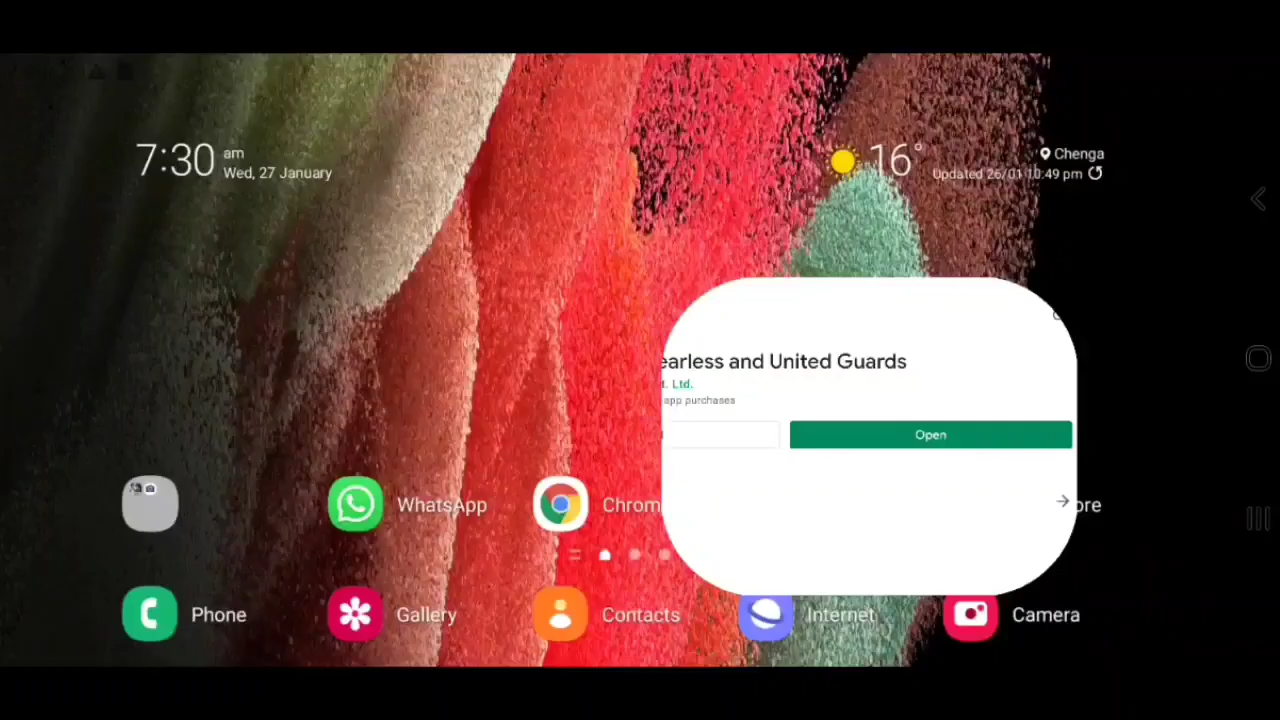 7:30 am
Wed, 27 January
16°
Chenga
Updated 26/01 10:49 pm
earless and United Guards
t. Ltd.
app purchases
Open
WhatsApp
Chrom
ore
Phone
Gallery
Contacts
Internet
Camera